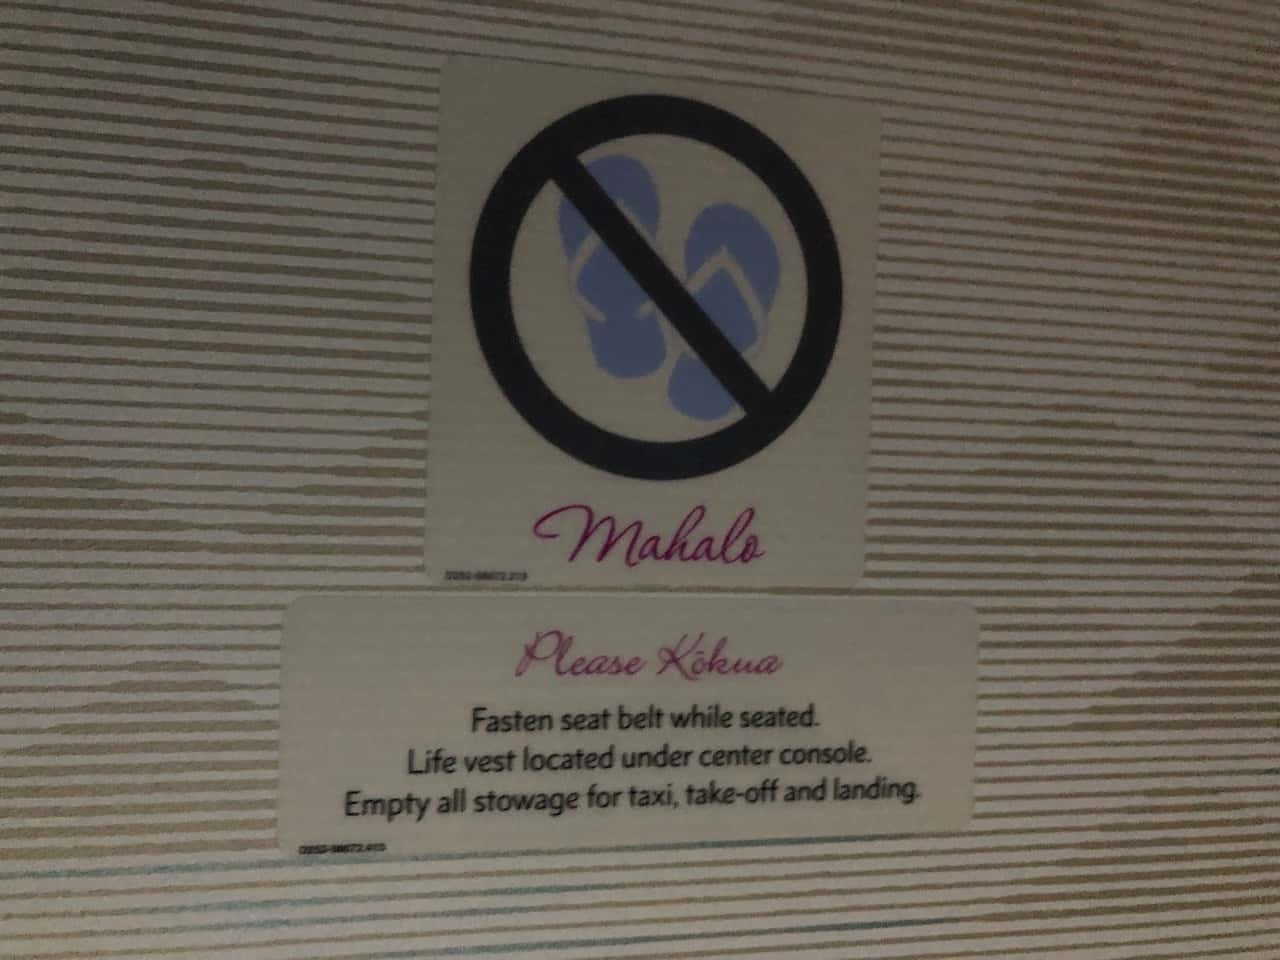 Mahalo
Please Kōkua
Fasten seat belt while seated.
Life vest located under center console.
Empty all stowage for taxi, take-off and landing.